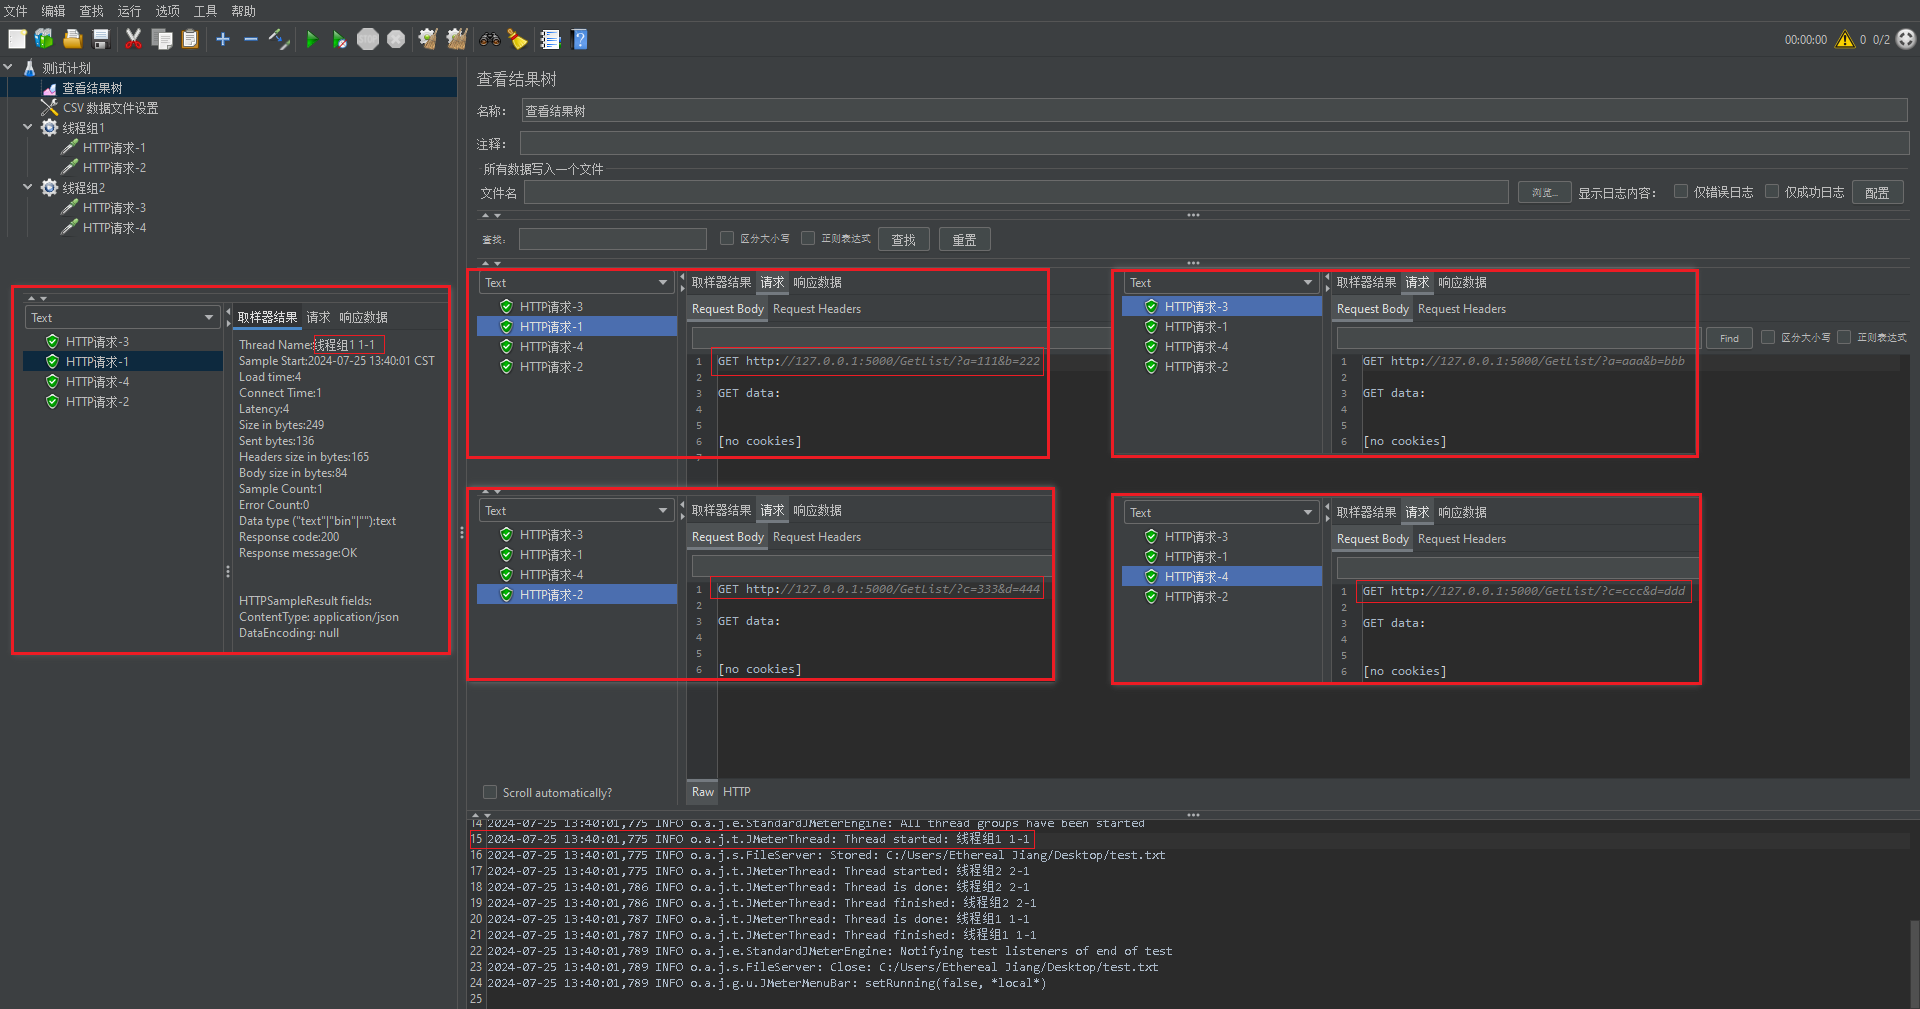 文件 编辑 查找 运行 选项 工具 帮助
00:00:00 0 0/2
测试计划
查看结果树
CSV 数据文件设置
线程组1
HTTP请求-1
HTTP请求-2
线程组2
HTTP请求-3
HTTP请求-4
查看结果树
名称： 查看结果树
注释：
所有数据写入一个文件
文件名 浏览... 显示日志内容： 仅错误日志 仅成功日志 配置
查找： 区分大小写 正则表达式 查找 重置
Text
取样器结果 请求 响应数据
HTTP请求-3
HTTP请求-1
HTTP请求-4
HTTP请求-2
Thread Name:线程组1 1-1
Sample Start:2024-07-25 13:40:01 CST
Load time:4
Connect Time:1
Latency:4
Size in bytes:249
Sent bytes:136
Headers size in bytes:165
Body size in bytes:84
Sample Count:1
Error Count:0
Data type ("text"|"bin"|""):text
Response code:200
Response message:OK
HTTPSampleResult fields:
ContentType: application/json
DataEncoding: null
Text
取样器结果 请求 响应数据
HTTP请求-3
HTTP请求-1
HTTP请求-4
HTTP请求-2
Request Body Request Headers
1 GET http://127.0.0.1:5000/GetList/?a=111&b=222
2
3 GET data:
4
5
6 [no cookies]
7
Text
取样器结果 请求 响应数据
HTTP请求-3
HTTP请求-1
HTTP请求-4
HTTP请求-2
Request Body Request Headers
Find 区分大小写 正则表达式
1 GET http://127.0.0.1:5000/GetList/?a=aaa&b=bbb
2
3 GET data:
4
5
6 [no cookies]
Text
取样器结果 请求 响应数据
HTTP请求-3
HTTP请求-1
HTTP请求-4
HTTP请求-2
Request Body Request Headers
1 GET http://127.0.0.1:5000/GetList/?c=333&d=444
2
3 GET data:
4
5
6 [no cookies]
Text
取样器结果 请求 响应数据
HTTP请求-3
HTTP请求-1
HTTP请求-4
HTTP请求-2
Request Body Request Headers
1 GET http://127.0.0.1:5000/GetList/?c=ccc&d=ddd
2
3 GET data:
4
5
6 [no cookies]
Scroll automatically?
Raw HTTP
14 2024-07-25 13:40:01,775 INFO o.a.j.e.StandardJMeterEngine: All thread groups have been started
15 2024-07-25 13:40:01,775 INFO o.a.j.t.JMeterThread: Thread started: 线程组1 1-1
16 2024-07-25 13:40:01,775 INFO o.a.j.s.FileServer: Stored: C:/Users/Ethereal Jiang/Desktop/test.txt
17 2024-07-25 13:40:01,775 INFO o.a.j.t.JMeterThread: Thread started: 线程组2 2-1
18 2024-07-25 13:40:01,786 INFO o.a.j.t.JMeterThread: Thread is done: 线程组2 2-1
19 2024-07-25 13:40:01,786 INFO o.a.j.t.JMeterThread: Thread finished: 线程组2 2-1
20 2024-07-25 13:40:01,787 INFO o.a.j.t.JMeterThread: Thread is done: 线程组1 1-1
21 2024-07-25 13:40:01,787 INFO o.a.j.t.JMeterThread: Thread finished: 线程组1 1-1
22 2024-07-25 13:40:01,789 INFO o.a.j.e.StandardJMeterEngine: Notifying test listeners of end of test
23 2024-07-25 13:40:01,789 INFO o.a.j.s.FileServer: Close: C:/Users/Ethereal Jiang/Desktop/test.txt
24 2024-07-25 13:40:01,789 INFO o.a.j.g.u.JMeterMenuBar: setRunning(false, *local*)
25